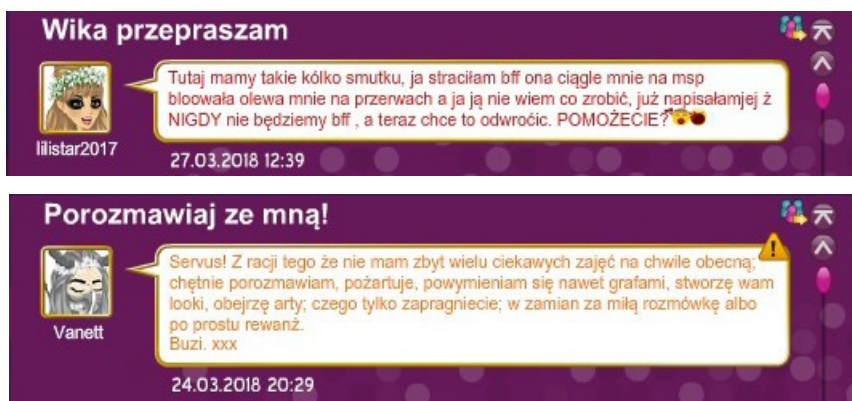 Wika przepraszam
Tutaj mamy takie kólko smutku, ja straciłam bff ona ciągle mnie na msp
bloowała olewa mnie na przerwach a ja ją nie wiem co zrobić, już napisałamjej ż
NIGDY nie będziemy bff , a teraz chce to odwroćic. POMOŻECIE?
lilistar2017
27.03.2018 12:39
Porozmawiaj ze mną!
Servus! Z racji tego że nie mam zbyt wielu ciekawych zajęć na chwile obecną;
chętnie porozmawiam, pożartuje, powymieniam się nawet grafami, stworzę wam
looki, obejrzę arty; czego tylko zapragniecie; w zamian za miłą rozmówkę albo
po prostu rewanż.
Buzi. xxx
Vanett
24.03.2018 20:29